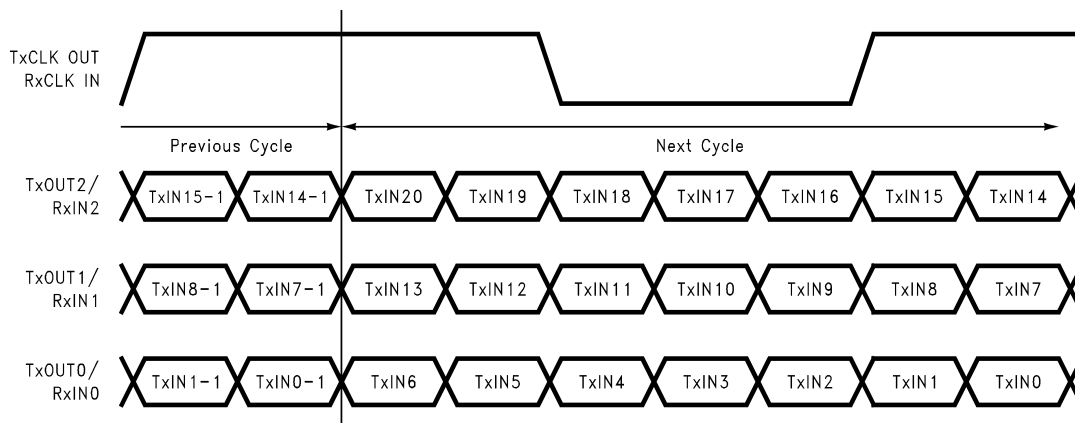 TxCLK OUT
RxCLK IN
Previous Cycle
Next Cycle
TxOUT2/
RxIN2
TxIN15-1 TxIN14-1 TxIN20 TxIN19 TxIN18 TxIN17 TxIN16 TxIN15 TxIN14
TxOUT1/
RxIN1
TxIN8-1 TxIN7-1 TxIN13 TxIN12 TxIN11 TxIN10 TxIN9 TxIN8 TxIN7
TxOUT0/
RxIN0
TxIN1-1 TxIN0-1 TxIN6 TxIN5 TxIN4 TxIN3 TxIN2 TxIN1 TxIN0